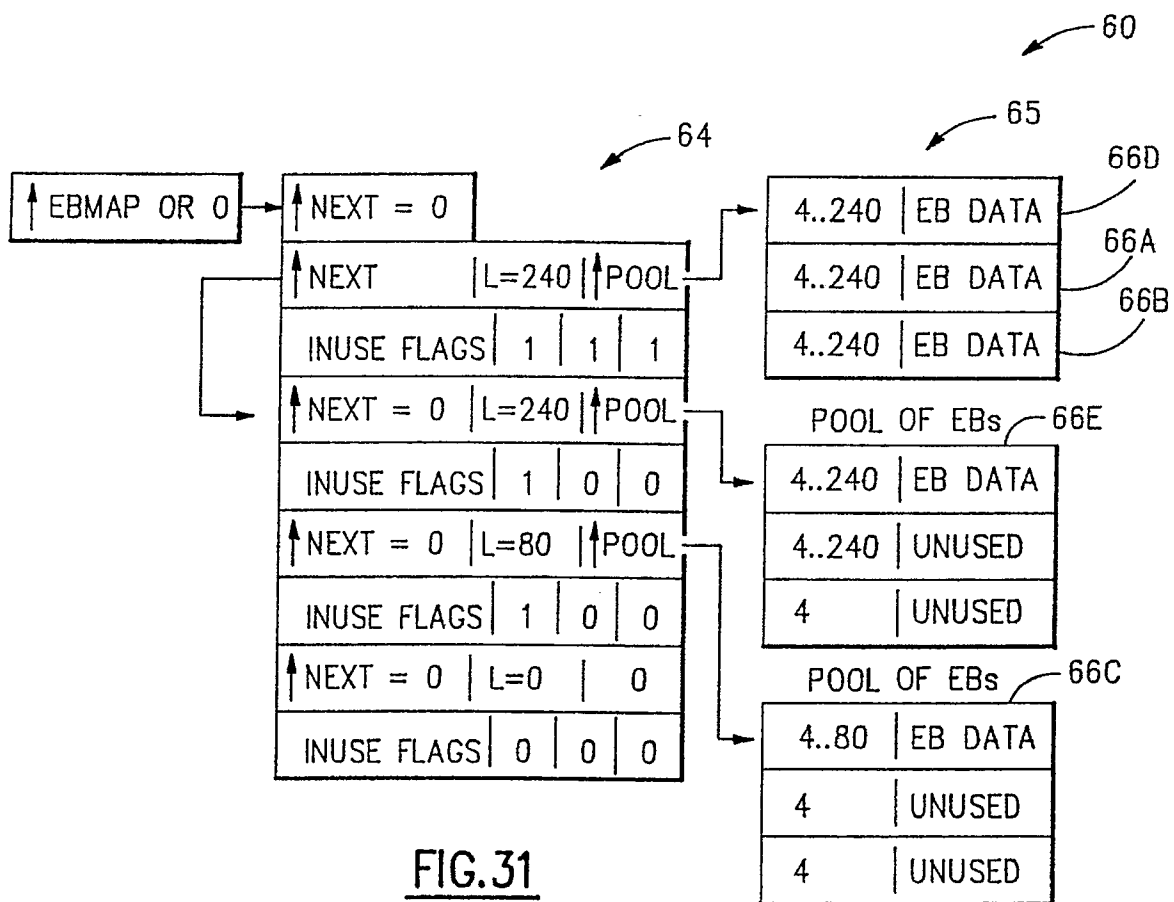 60
64
65
66D
↑ EBMAP OR 0
↑ NEXT = 0
4..240 | EB DATA
66A
↑ NEXT | L=240 | ↑ POOL
4..240 | EB DATA
66B
INUSE FLAGS | 1 | 1 | 1
4..240 | EB DATA
↑ NEXT = 0 | L=240 | ↑ POOL
POOL OF EBs
66E
INUSE FLAGS | 1 | 0 | 0
4..240 | EB DATA
↑ NEXT = 0 | L=80 | ↑ POOL
4..240 | UNUSED
INUSE FLAGS | 1 | 0 | 0
4 | UNUSED
↑ NEXT = 0 | L=0 | 0
POOL OF EBs
66C
INUSE FLAGS | 0 | 0 | 0
4..80 | EB DATA
4 | UNUSED
4 | UNUSED
FIG.31